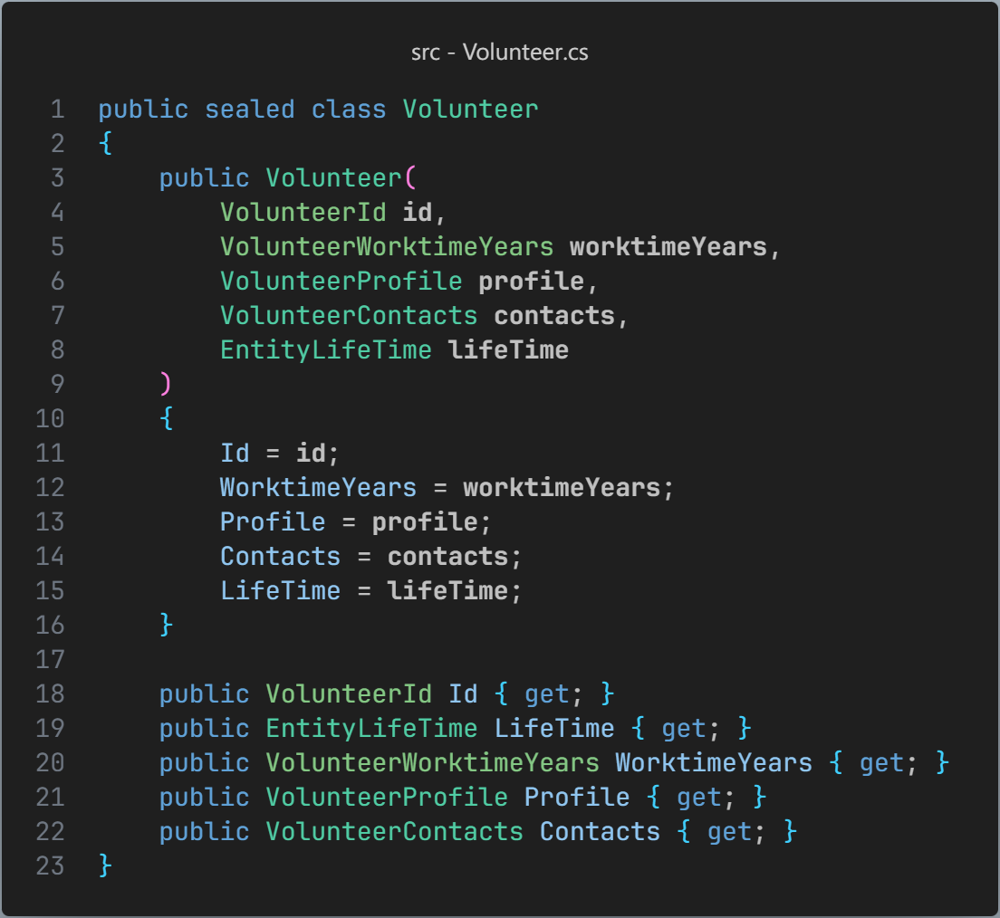 src - Volunteer.cs
1 public sealed class Volunteer
2 {
3     public Volunteer(
4         VolunteerId id,
5         VolunteerWorktimeYears worktimeYears,
6         VolunteerProfile profile,
7         VolunteerContacts contacts,
8         EntityLifeTime lifeTime
9     )
10     {
11         Id = id;
12         WorktimeYears = worktimeYears;
13         Profile = profile;
14         Contacts = contacts;
15         LifeTime = lifeTime;
16     }
17
18     public VolunteerId Id { get; }
19     public EntityLifeTime LifeTime { get; }
20     public VolunteerWorktimeYears WorktimeYears { get; }
21     public VolunteerProfile Profile { get; }
22     public VolunteerContacts Contacts { get; }
23 }